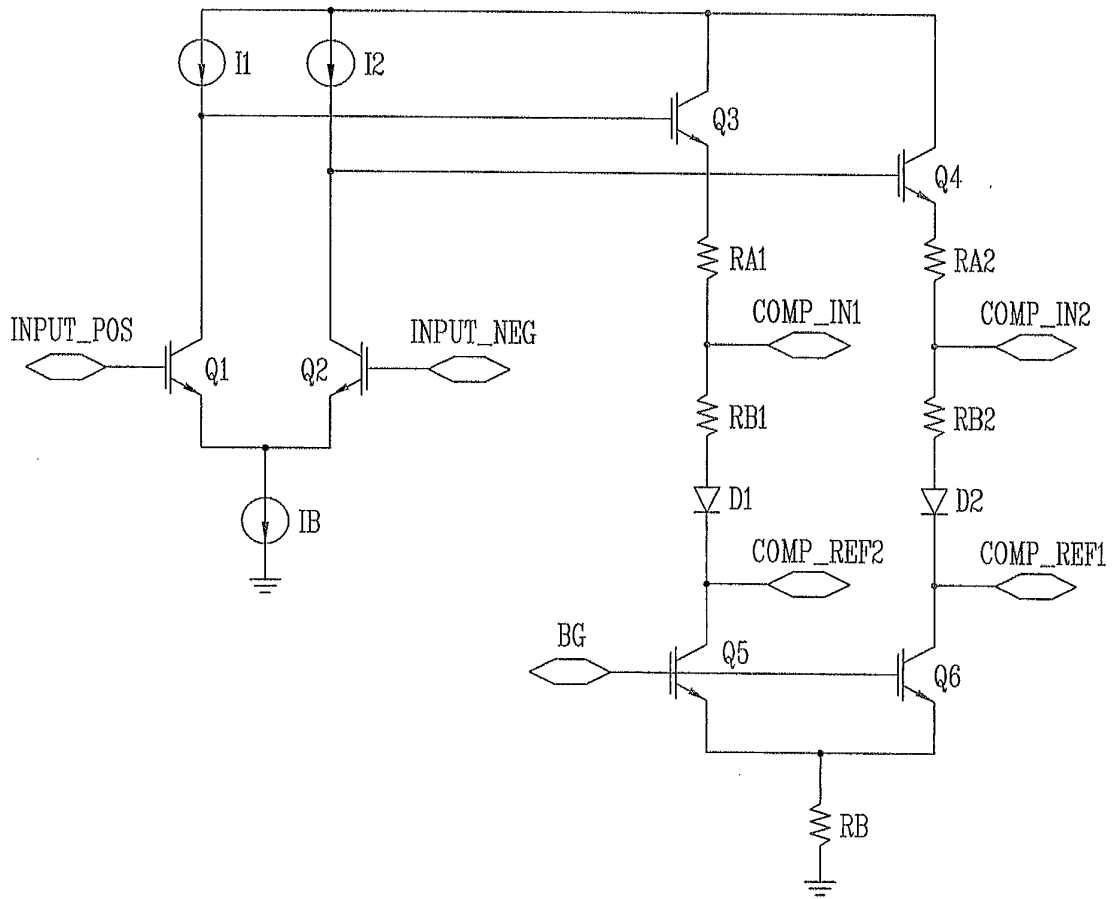 I1
I2
Q3
Q4
RA1
RA2
INPUT_POS
INPUT_NEG
COMP_IN1
COMP_IN2
Q1
Q2
RB1
RB2
D1
D2
IB
COMP_REF2
COMP_REF1
BG
Q5
Q6
RB